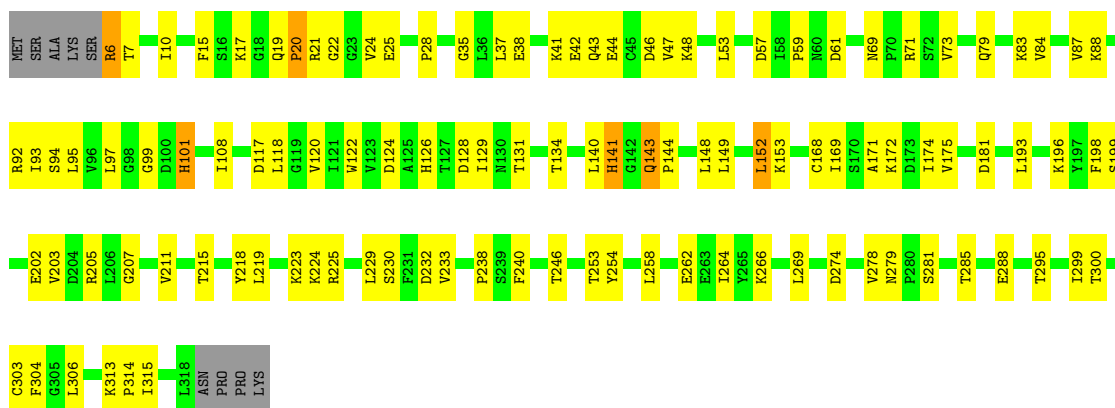 MET SER ALA LYS SER R6 T7 I10 F15 S16 K17 G18 Q19 P20 R21 G22 G23 V24 E25 P28 G35 L36 L37 E38 K41 E42 Q43 E44 C45 D46 V47 K48 L53 D57 I58 P59 N60 D61 N69 P70 R71 S72 V73 Q79 K83 V84 V87 K88
R92 I93 S94 L95 V96 L97 G98 G99 D100 H101 I108 D117 L118 G119 V120 I121 W122 V123 D124 A125 H126 T127 D128 I129 N130 T131 T134 L140 H141 G142 Q143 P144 L148 L149 L152 K153 C168 I169 S170 A171 K172 D173 I174 V175 D181 L193 K196 Y197 F198 S199
E202 V203 D204 R205 L206 G207 V211 T215 Y218 L219 K223 K224 R225 L229 S230 F231 D232 V233 P238 S239 F240 T246 T253 Y254 L258 E262 E263 I264 Y265 K266 L269 D274 V278 N279 P280 S281 T285 E288 T295 I299 T300
C303 F304 G305 L306 K313 P314 I315 L318 ASN PRO PRO LYS